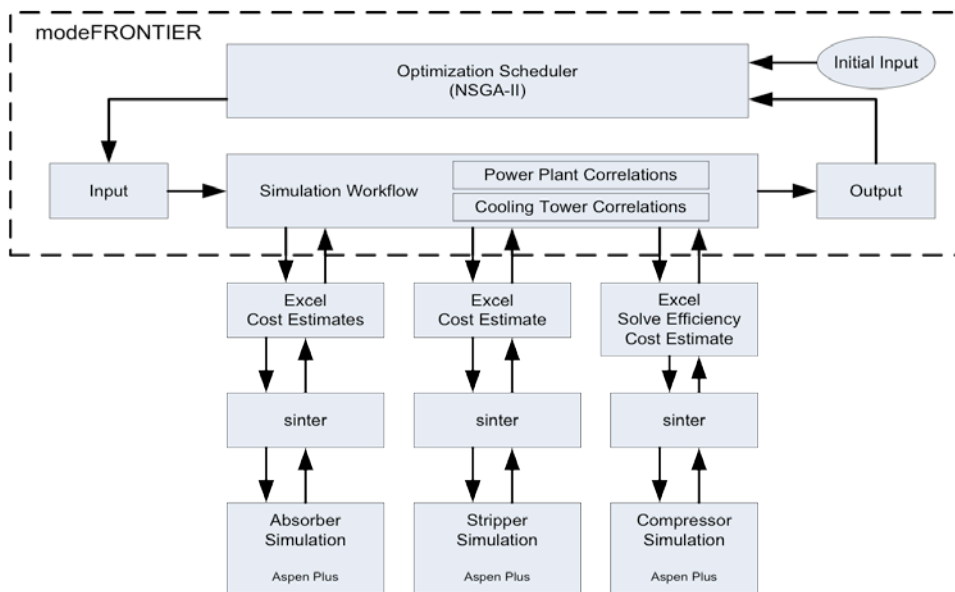 modeFRONTIER
Optimization Scheduler
(NSGA-II)
Initial Input
Input
Simulation Workflow
Power Plant Correlations
Cooling Tower Correlations
Output
Excel
Cost Estimates
Excel
Cost Estimate
Excel
Solve Efficiency
Cost Estimate
sinter
sinter
sinter
Absorber
Simulation
Aspen Plus
Stripper
Simulation
Aspen Plus
Compressor
Simulation
Aspen Plus